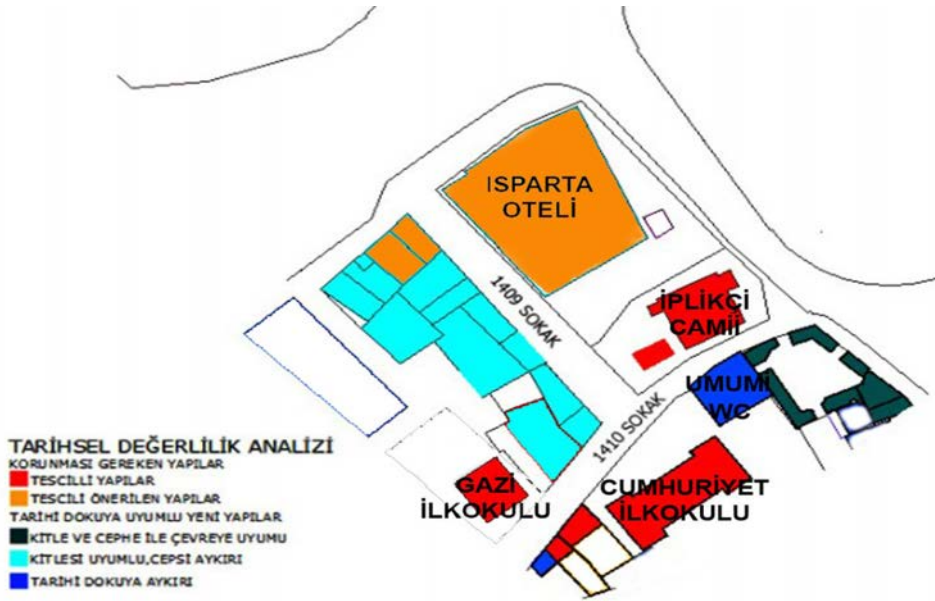 ISPARTA
OTELİ
1409 SOKAK
İPLİKÇİ
CAMİİ
UMUMİ
WC
1410 SOKAK
GAZİ
İLKOKULU
CUMHURİYET
İLKOKULU
TARİHSEL DEĞERLİLİK ANALİZİ
KORUNMASI GEREKEN YAPILAR
TESCİLLİ YAPILAR
TESCİLİ ÖNERİLEN YAPILAR
TARİHİ DOKUYA UYUMLU YENİ YAPILAR
KİTLE VE CEPHE İLE ÇEVREYE UYUMU
KİTLESİ UYUMLU,CEPSİ AYKIRI
TARİHİ DOKUYA AYKIRI